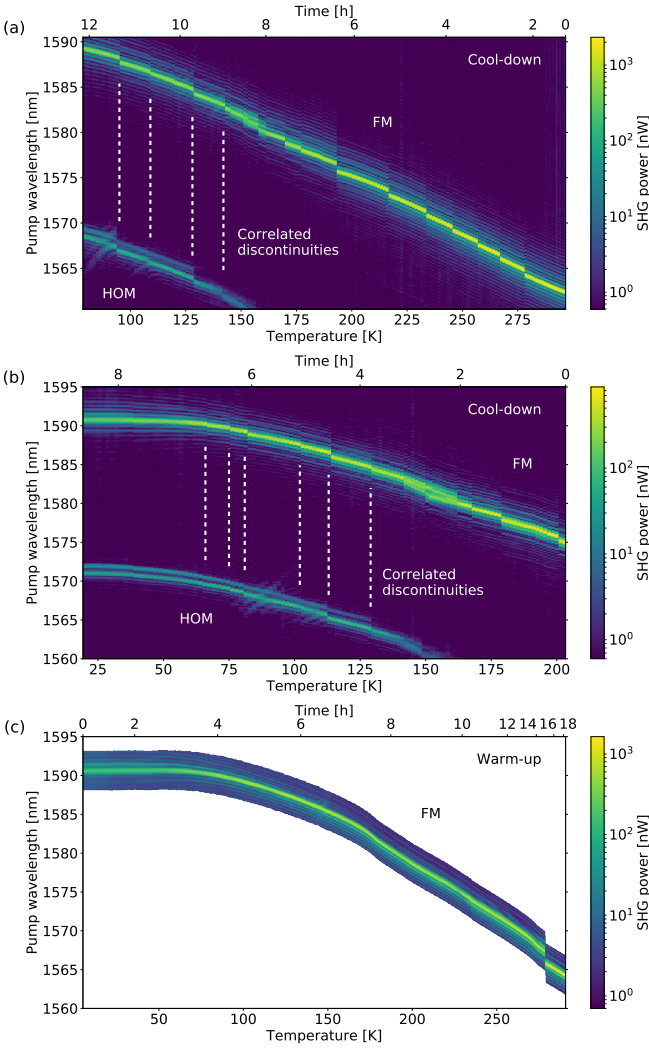 Time [h]
(a)
12 10 8 6 4 2 0
1590
1585
1580
1575
1570
1565
Pump wavelength [nm]
Cool-down
FM
Correlated
discontinuities
HOM
100 125 150 175 200 225 250 275
Temperature [K]
10³
10²
10¹
10⁰
SHG power [nW]
Time [h]
(b)
8 6 4 2 0
1595
1590
1585
1580
1575
1570
1565
1560
Pump wavelength [nm]
Cool-down
FM
Correlated
discontinuities
HOM
25 50 75 100 125 150 175 200
Temperature [K]
10²
10¹
10⁰
SHG power [nW]
Time [h]
(c)
0 2 4 6 8 10 12 14 16 18
1595
1590
1585
1580
1575
1570
1565
1560
Pump wavelength [nm]
Warm-up
FM
50 100 150 200 250
Temperature [K]
10³
10²
10¹
10⁰
SHG power [nW]